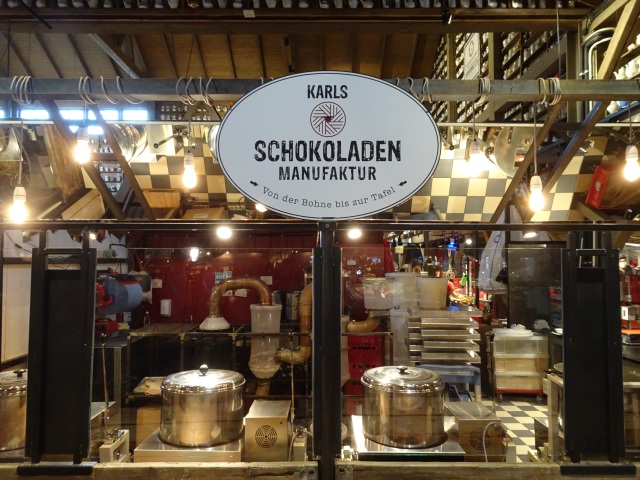 KARLS
SCHOKOLADEN
MANUFAKTUR
Von der Bohne bis zur Tafel